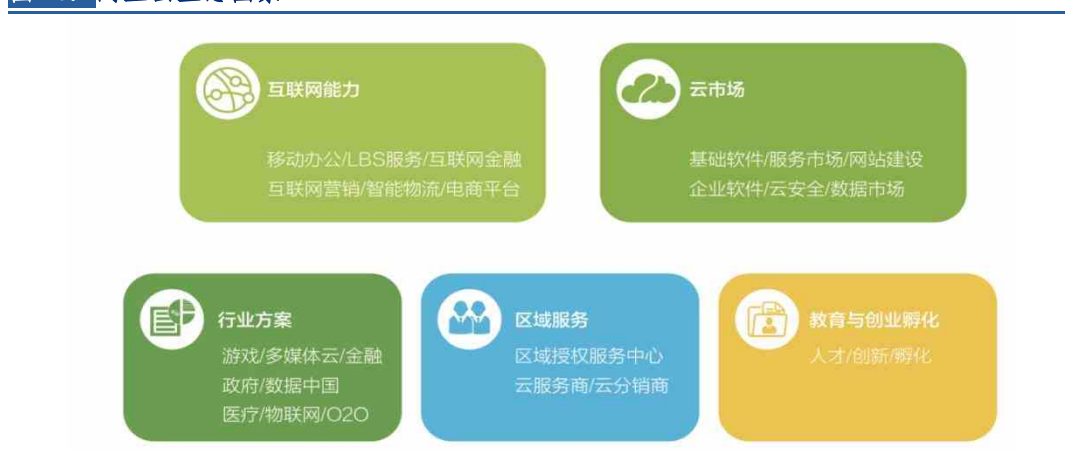 互联网能力
移动办公/LBS服务/互联网金融
互联网营销/智能物流/电商平台
云市场
基础软件/服务市场/网站建设
企业软件/云安全/数据市场
行业方案
游戏/多媒体云/金融
政府/数据中国
医疗/物联网/O2O
区域服务
区域授权服务中心
云服务商/云分销商
教育与创业孵化
人才/创新/孵化